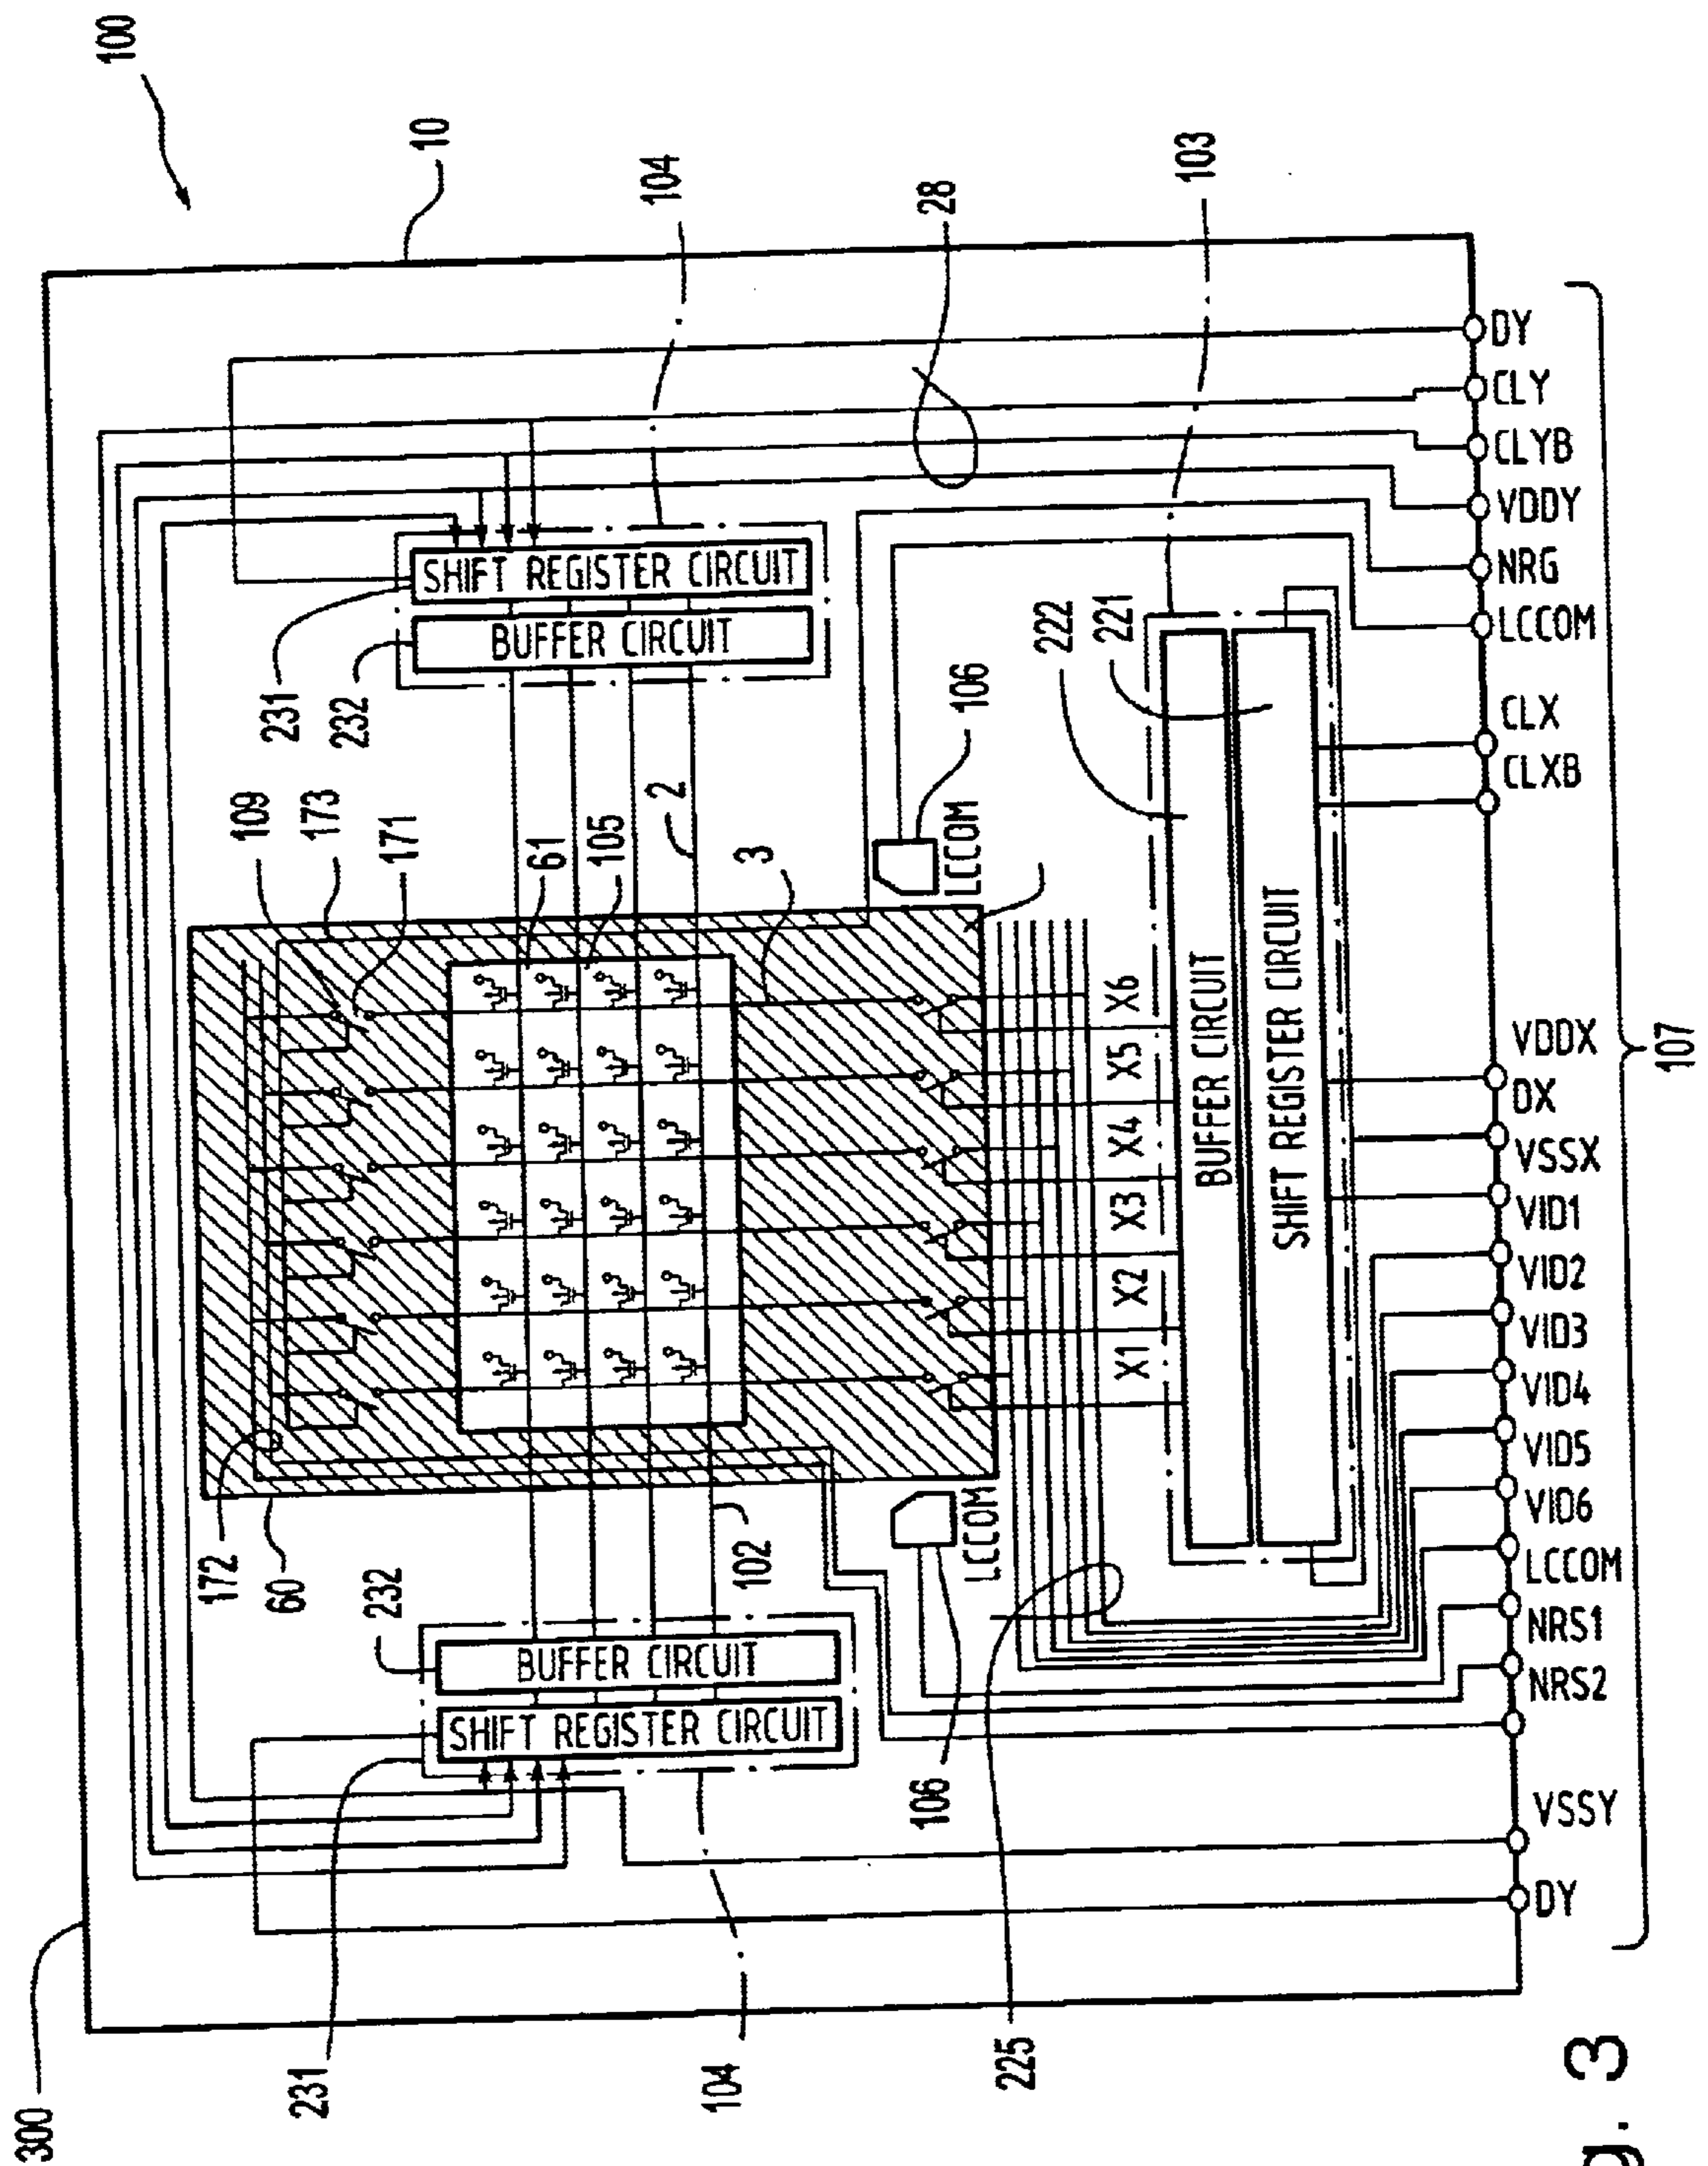 100
10
104
28
103
DY
CLY
CLYB
VDDY
NRG
LCCOM
CLX
CLXB
VDDX
DX
VSSX
VID1
VID2
VID3
VID4
VID5
VID6
LCCOM
NRS1
NRS2
VSSY
DY
107
SHIFT REGISTER CIRCUIT
BUFFER CIRCUIT
231
232
109
173
171
61
105
2
3
106
LCCOM
222
221
BUFFER CIRCUIT
SHIFT REGISTER CIRCUIT
X6
X5
X4
X3
X2
X1
172
60
232
102
LCCOM
BUFFER CIRCUIT
SHIFT REGISTER CIRCUIT
106
300
231
104
225
g. 3